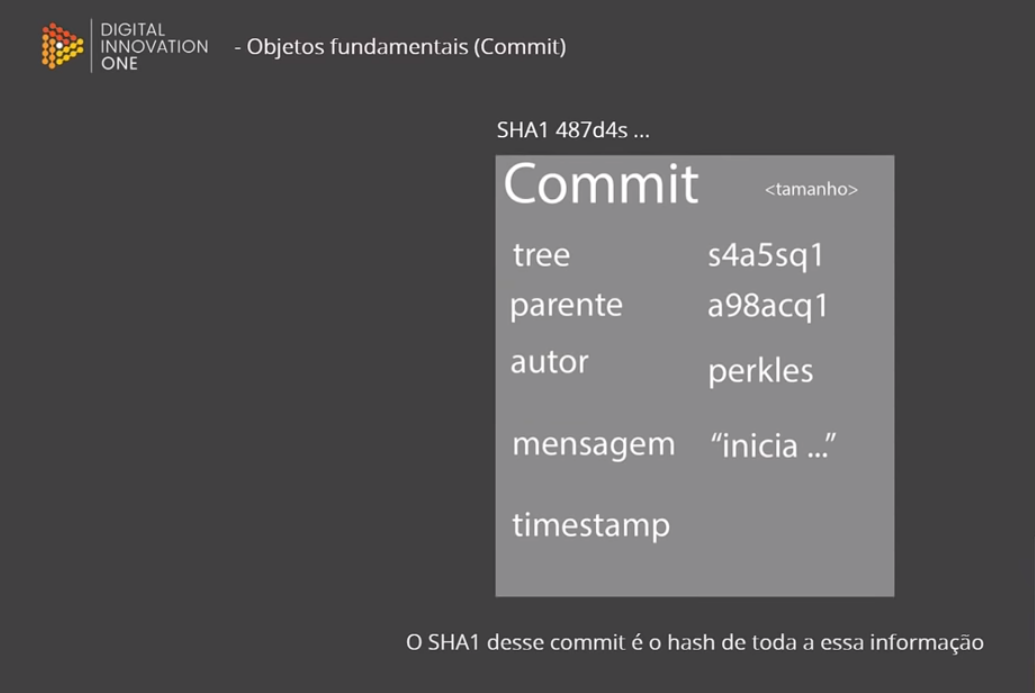 DIGITAL
INNOVATION
ONE
- Objetos fundamentais (Commit)
SHA1 487d4s ...
Commit <tamanho>
tree s4a5sq1
parente a98acq1
autor perkles
mensagem “inicia ...”
timestamp
O SHA1 desse commit é o hash de toda a essa informação